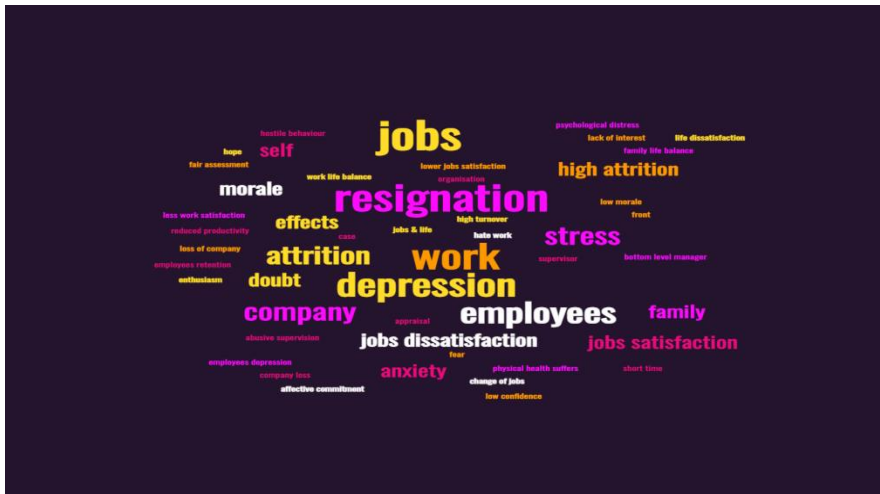 psychological distress
hostile behaviour
jobs
lack of interest
life dissatisfaction
hope
self
family life balance
fair assessment
lower jobs satisfaction
high attrition
work life balance
organisation
morale
resignation
low morale
less work satisfaction
effects
high turnover
front
reduced productivity
case
jobs & life
hate work
stress
loss of company
attrition
work
supervisor
bottom level manager
employees retention
enthusiasm
doubt
depression
company
appraisal
employees
family
abusive supervision
jobs dissatisfaction
jobs satisfaction
fear
employees depression
company loss
anxiety
physical health suffers
short time
affective commitment
change of jobs
low confidence